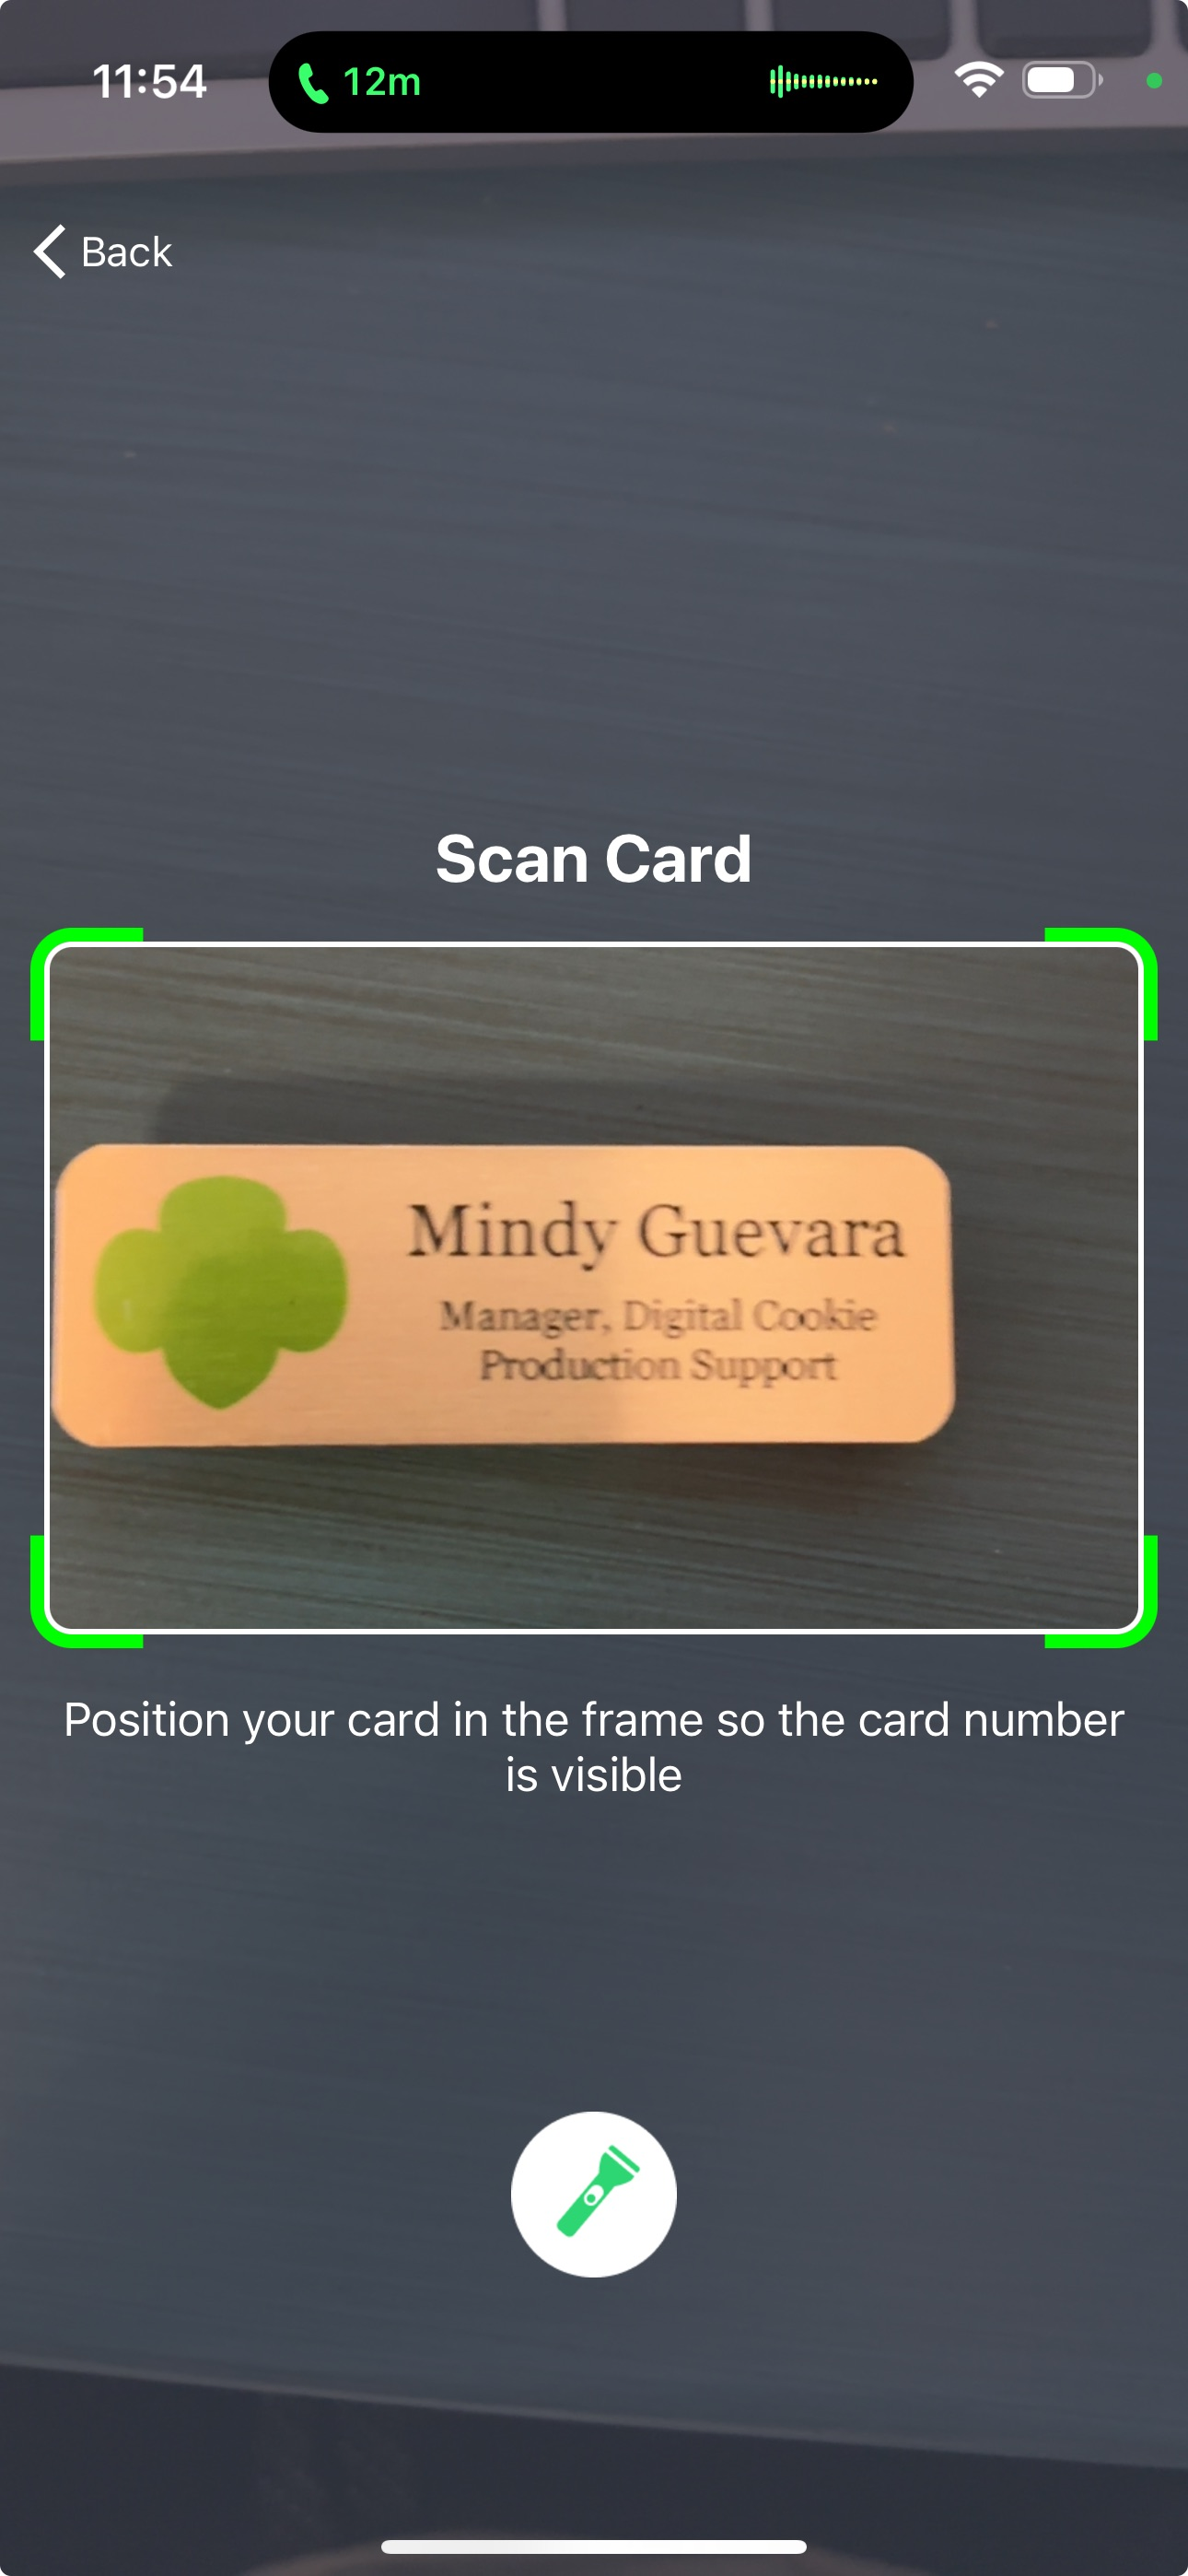 11:54
12m
Back
Scan Card
Mindy Guevara
Manager, Digital Cookie
Production Support
Position your card in the frame so the card number
is visible